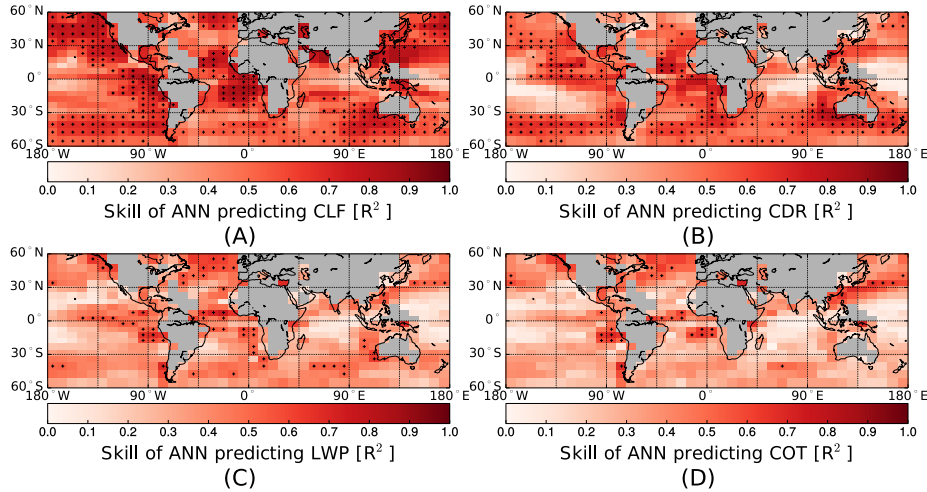 60°N
30°N
0°
30°S
60°S
180°W 90°W 0° 90°E 180°E
0.0 0.1 0.2 0.3 0.4 0.5 0.6 0.7 0.8 0.9 1.0
Skill of ANN predicting CLF [R² ]
(A)
60°N
30°N
0°
30°S
60°S
180°W 90°W 0° 90°E 180°E
0.0 0.1 0.2 0.3 0.4 0.5 0.6 0.7 0.8 0.9 1.0
Skill of ANN predicting CDR [R² ]
(B)
60°N
30°N
0°
30°S
60°S
180°W 90°W 0° 90°E 180°E
0.0 0.1 0.2 0.3 0.4 0.5 0.6 0.7 0.8 0.9 1.0
Skill of ANN predicting LWP [R² ]
(C)
60°N
30°N
0°
30°S
60°S
180°W 90°W 0° 90°E 180°E
0.0 0.1 0.2 0.3 0.4 0.5 0.6 0.7 0.8 0.9 1.0
Skill of ANN predicting COT [R² ]
(D)